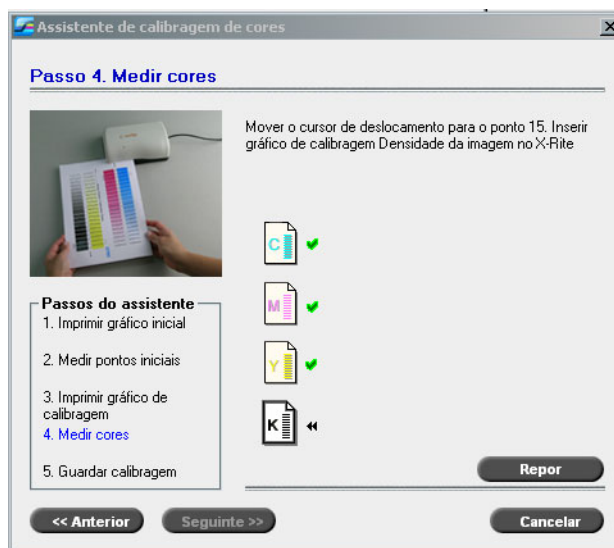 Assistente de calibragem de cores
Passo 4. Medir cores
Mover o cursor de deslocamento para o ponto 15. Inserir
gráfico de calibragem Densidade da imagem no X-Rite
C
M
Y
K
Passos do assistente
1. Imprimir gráfico inicial
2. Medir pontos iniciais
3. Imprimir gráfico de
calibragem
4. Medir cores
5. Guardar calibragem
Repor
<< Anterior
Seguinte >>
Cancelar